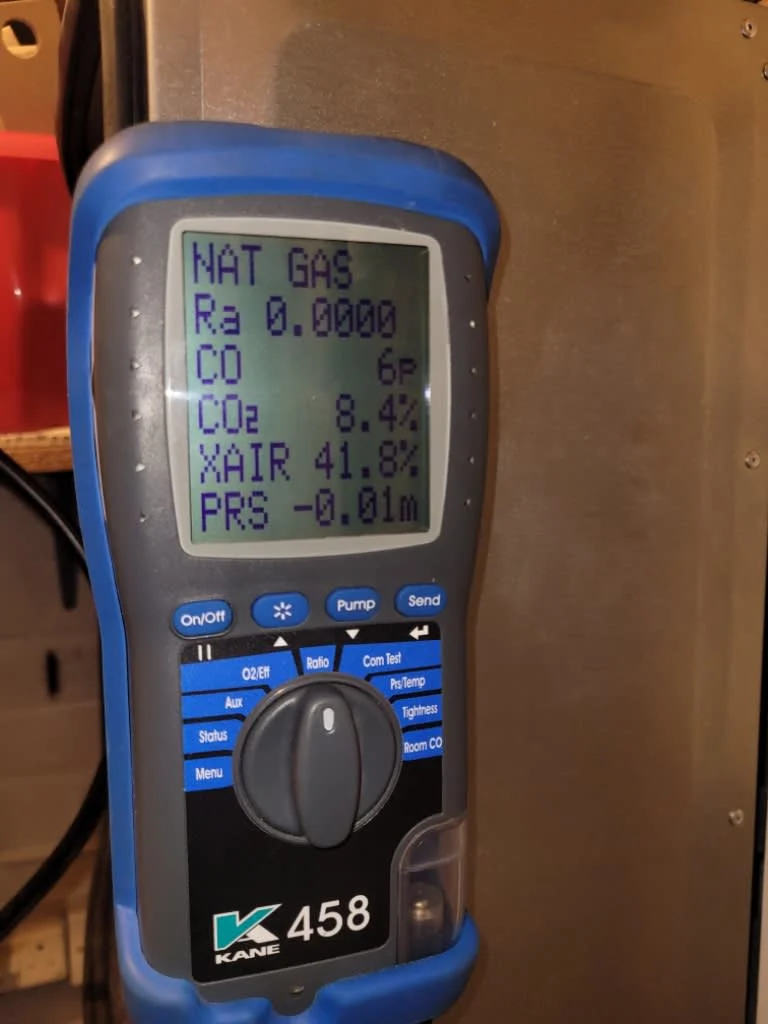 NAT GAS
Ra 0.0000
CO 6p
CO₂ 8.4%
XAIR 41.8%
PRS -0.01m
On/Off Pump Send
O2/Eff Ratio Com Test
Aux Prs/Temp
Status Tightness
Menu Room CO
KANE 458